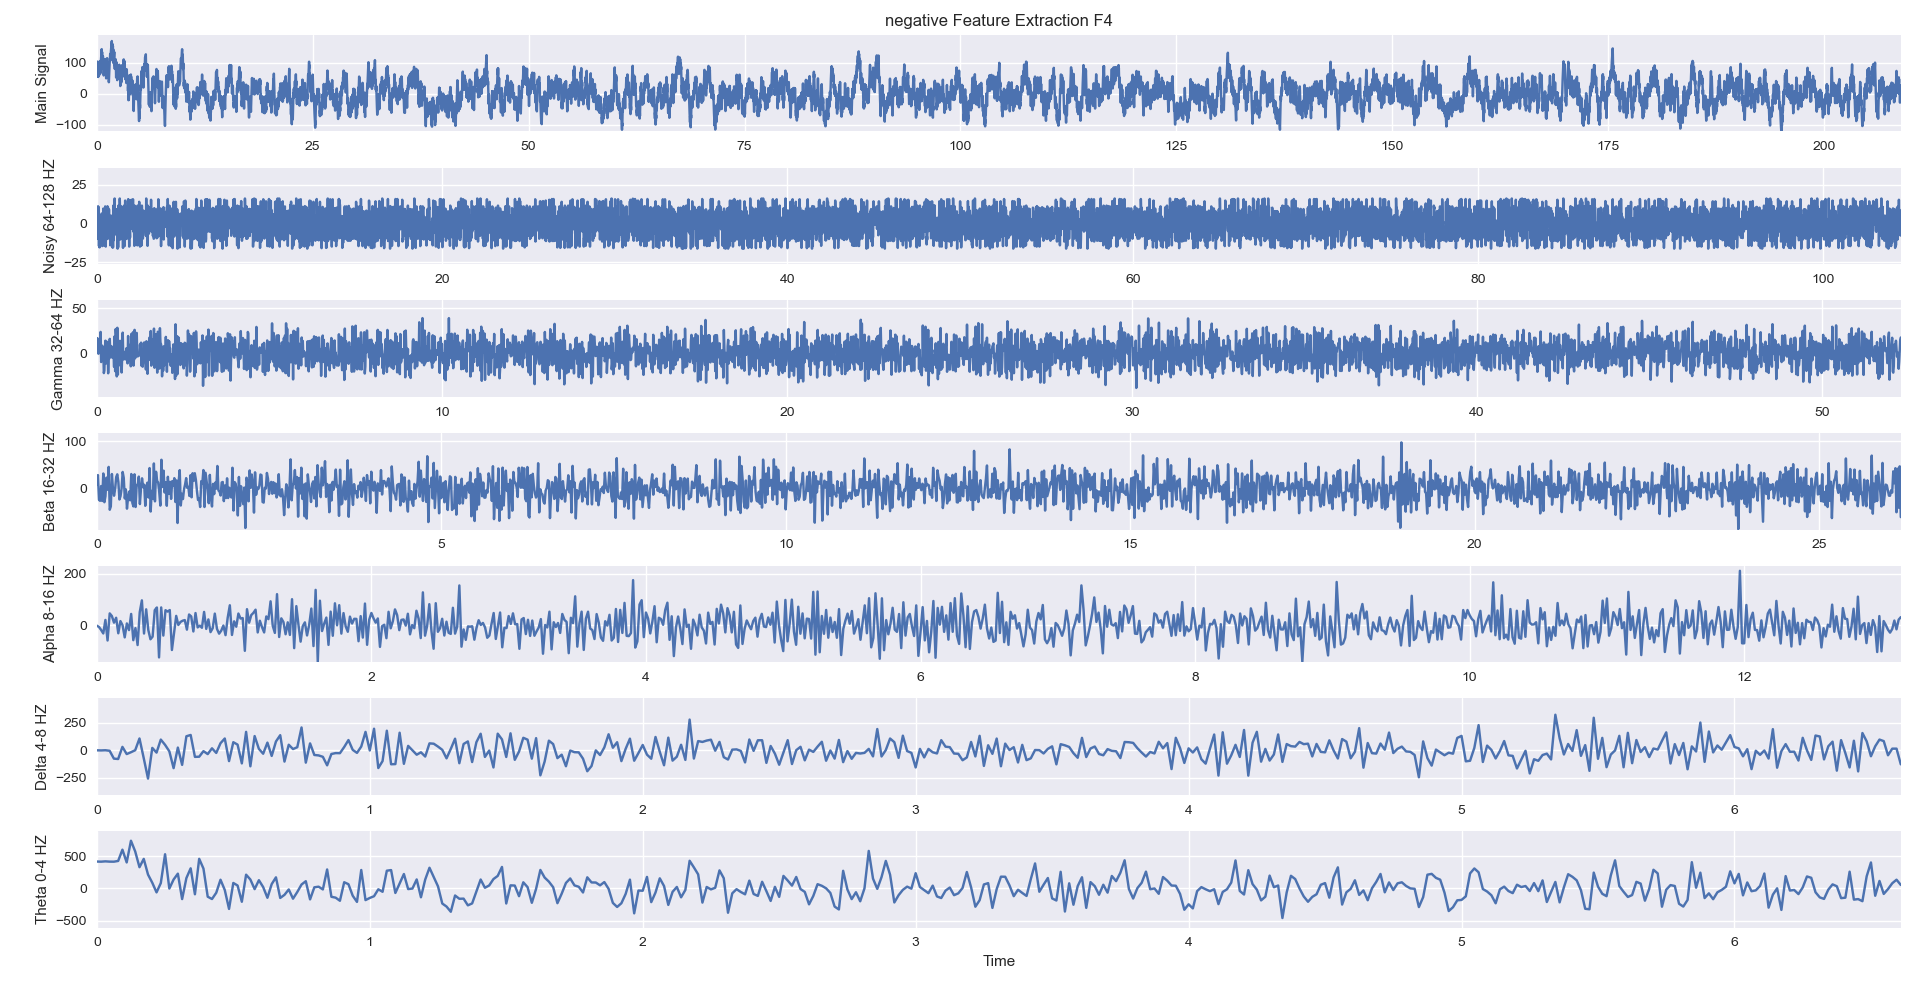 negative Feature Extraction F4
Main Signal
100
0
−100
0 25 50 75 100 125 150 175 200
Noisy 64-128 HZ
25
0
−25
0 20 40 60 80 100
Gamma 32-64 HZ
50
0
0 10 20 30 40 50
Beta 16-32 HZ
100
0
0 5 10 15 20 25
Alpha 8-16 HZ
200
0
0 2 4 6 8 10 12
Delta 4-8 HZ
250
0
−250
0 1 2 3 4 5 6
Theta 0-4 HZ
500
0
−500
0 1 2 3 4 5 6
Time